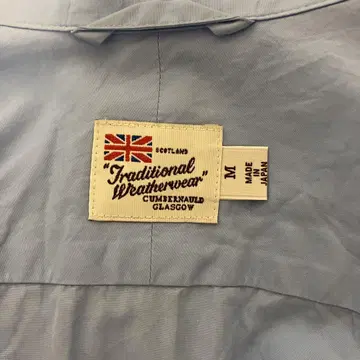 SCOTLAND
"Traditional
Weatherwear"
CUMBERNAULD
GLASGOW
M
MADE
IN
JAPAN